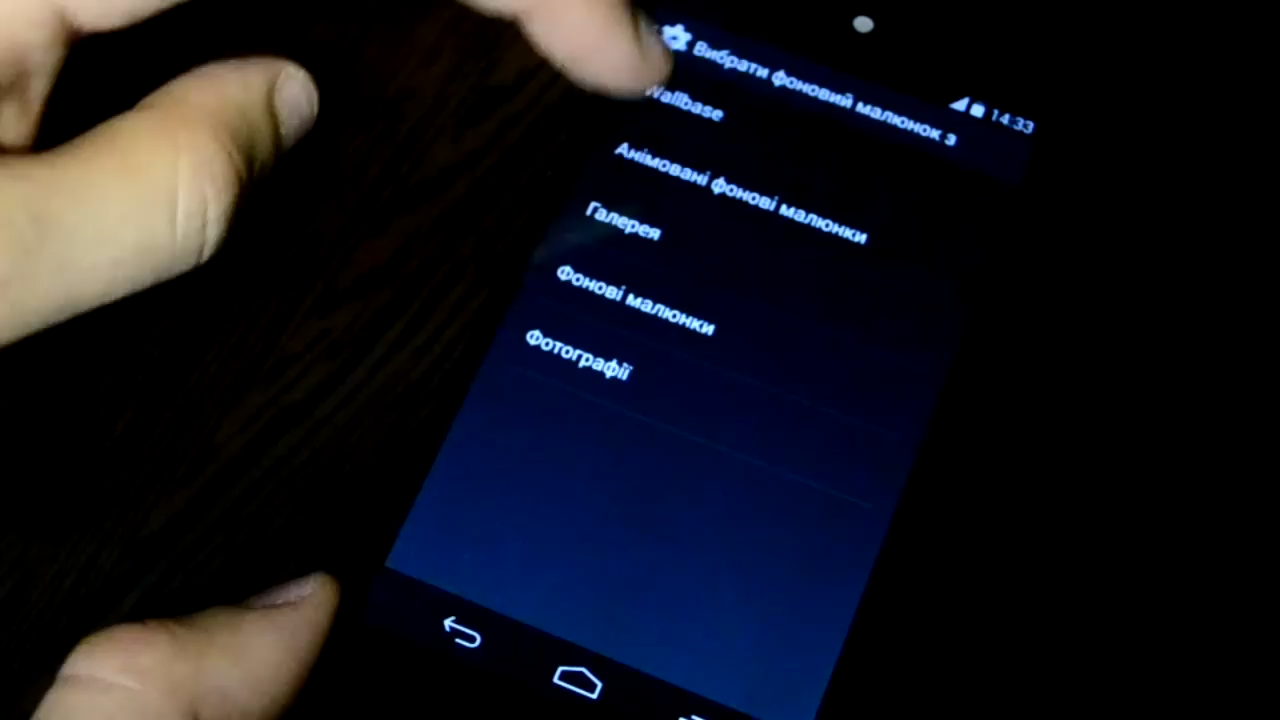 14:33
Вибрати фоновий малюнок з
Wallbase
Анімовані фонові малюнки
Галерея
Фонові малюнки
Фотографії